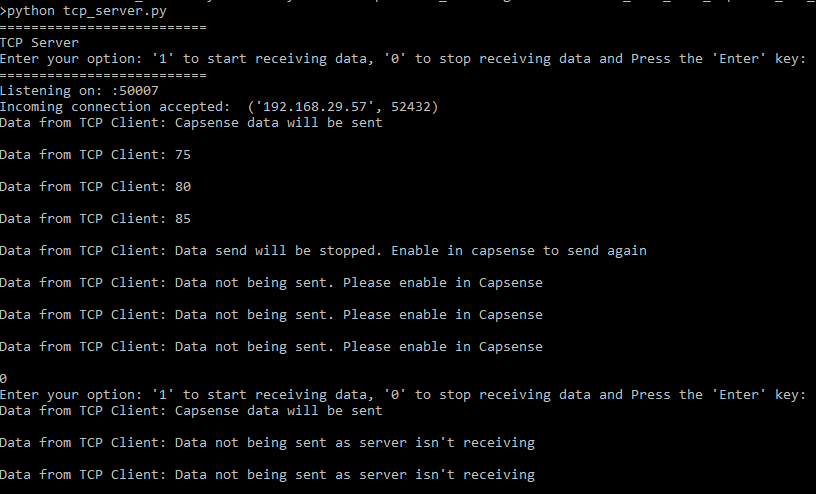 >python tcp_server.py
==========================
TCP Server
Enter your option: '1' to start receiving data, '0' to stop receiving data and Press the 'Enter' key:
==========================
Listening on: :50007
Incoming connection accepted:  ('192.168.29.57', 52432)
Data from TCP Client: Capsense data will be sent
Data from TCP Client: 75
Data from TCP Client: 80
Data from TCP Client: 85
Data from TCP Client: Data send will be stopped. Enable in capsense to send again
Data from TCP Client: Data not being sent. Please enable in Capsense
Data from TCP Client: Data not being sent. Please enable in Capsense
Data from TCP Client: Data not being sent. Please enable in Capsense
0
Enter your option: '1' to start receiving data, '0' to stop receiving data and Press the 'Enter' key:
Data from TCP Client: Capsense data will be sent
Data from TCP Client: Data not being sent as server isn't receiving
Data from TCP Client: Data not being sent as server isn't receiving